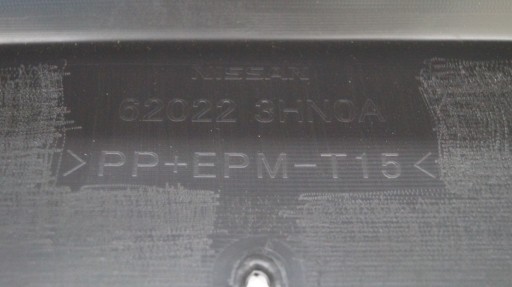 NISSAN
62022 3HN0A
>PP+EPM-T15<